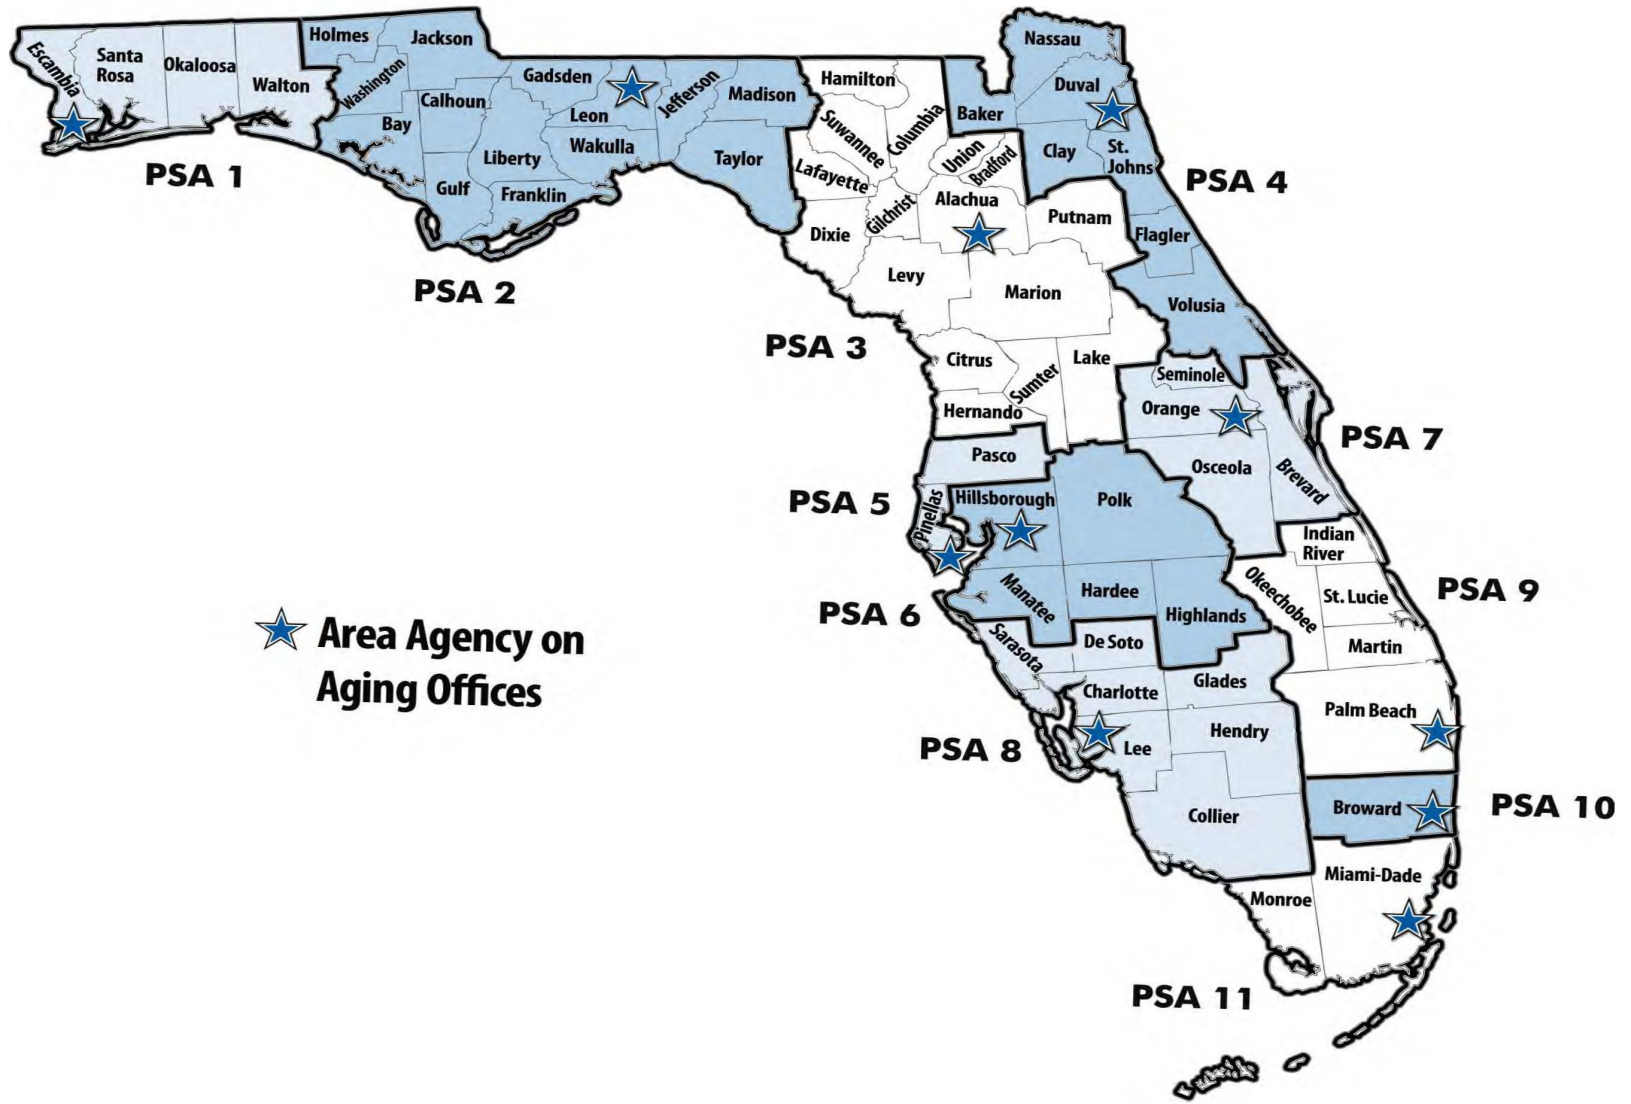 Holmes
Jackson
Nassau
Escambia
Santa
Rosa
Okaloosa
Walton
Washington
Gadsden
Jefferson
Madison
Hamilton
Duval
Calhoun
Leon
Baker
Bay
Suwannee
Columbia
Liberty
Wakulla
Taylor
Union
Bradford
Clay
St.
Johns
PSA 1
Gulf
Franklin
Lafayette
PSA 4
Gilchrist
Alachua
Putnam
Dixie
Flagler
PSA 2
Levy
Marion
Volusia
PSA 3
Citrus
Sumter
Lake
Seminole
Hernando
Orange
PSA 7
Pasco
Osceola
Brevard
PSA 5
Pinellas
Hillsborough
Polk
Indian
River
PSA 9
PSA 6
Manatee
Hardee
Highlands
Okeechobee
St. Lucie
Area Agency on
Aging Offices
Sarasota
De Soto
Martin
Charlotte
Glades
Palm Beach
PSA 8
Lee
Hendry
Collier
Broward
PSA 10
Miami-Dade
Monroe
PSA 11